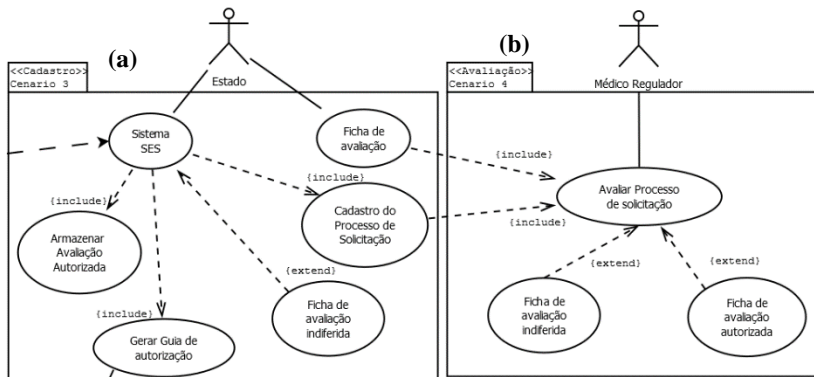 (a)
(b)
<<Cadastro>>
Cenario 3
Estado
<<Avaliação>>
Cenario 4
Médico Regulador
Sistema
SES
Ficha de
avaliação
{include}
{include}
Avaliar Processo
de solicitação
{include}
Cadastro do
Processo de
Solicitação
{include}
Armazenar
Avaliação
Autorizada
{extend}
{extend}
{extend}
{include}
Ficha de
avaliação
indiferida
Ficha de
avaliação
indiferida
Ficha de
avaliação
autorizada
Gerar Guia de
autorização